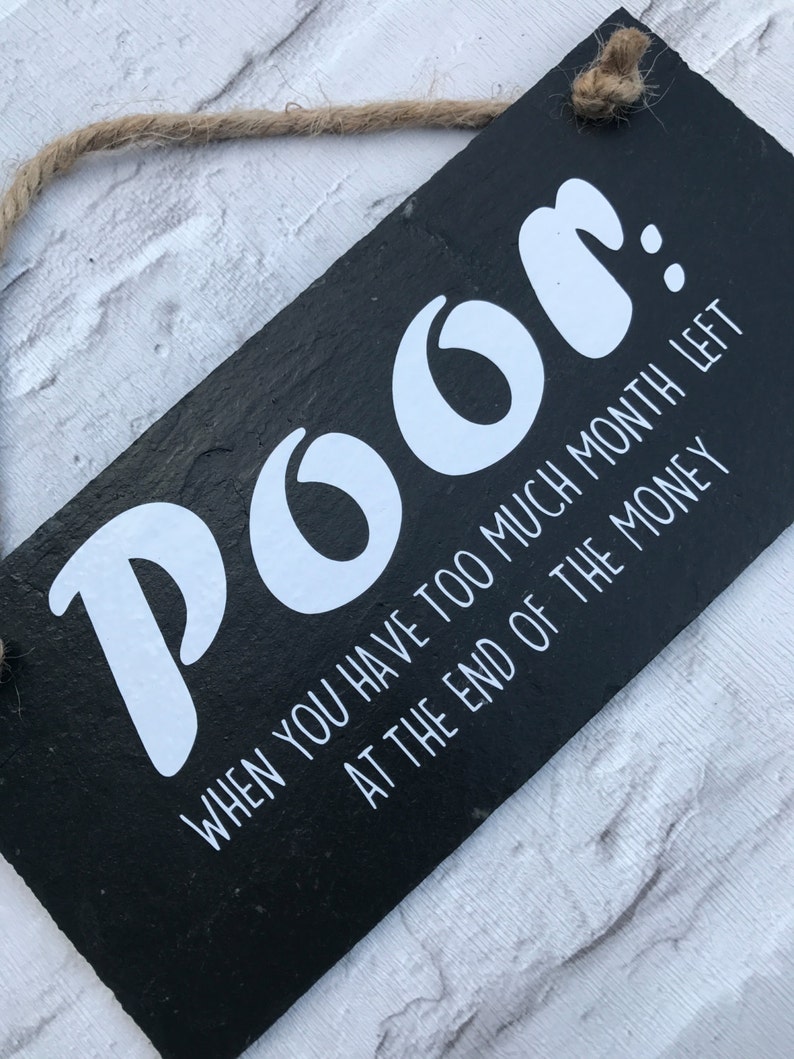 poor:
WHEN YOU HAVE TOO MUCH MONTH LEFT
AT THE END OF THE MONEY